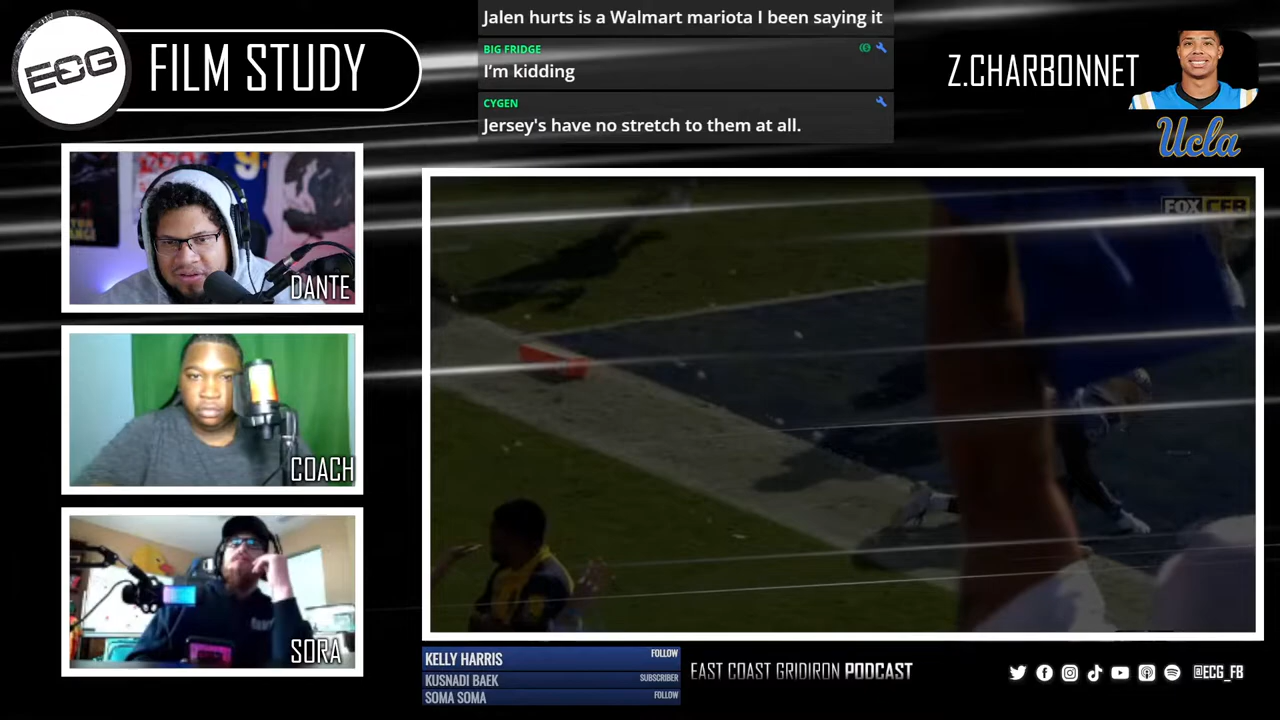 ECG
FILM STUDY
Jalen hurts is a Walmart mariota I been saying it
BIG FRIDGE
I'm kidding
CYGEN
Jersey's have no stretch to them at all.
Z.CHARBONNET
Ucla
DANTE
COACH
SORA
FOX CFB
KELLY HARRIS FOLLOW
KUSNADI BAEK SUBSCRIBER
SOMA SOMA FOLLOW
EAST COAST GRIDIRON PODCAST
@ECG_FB